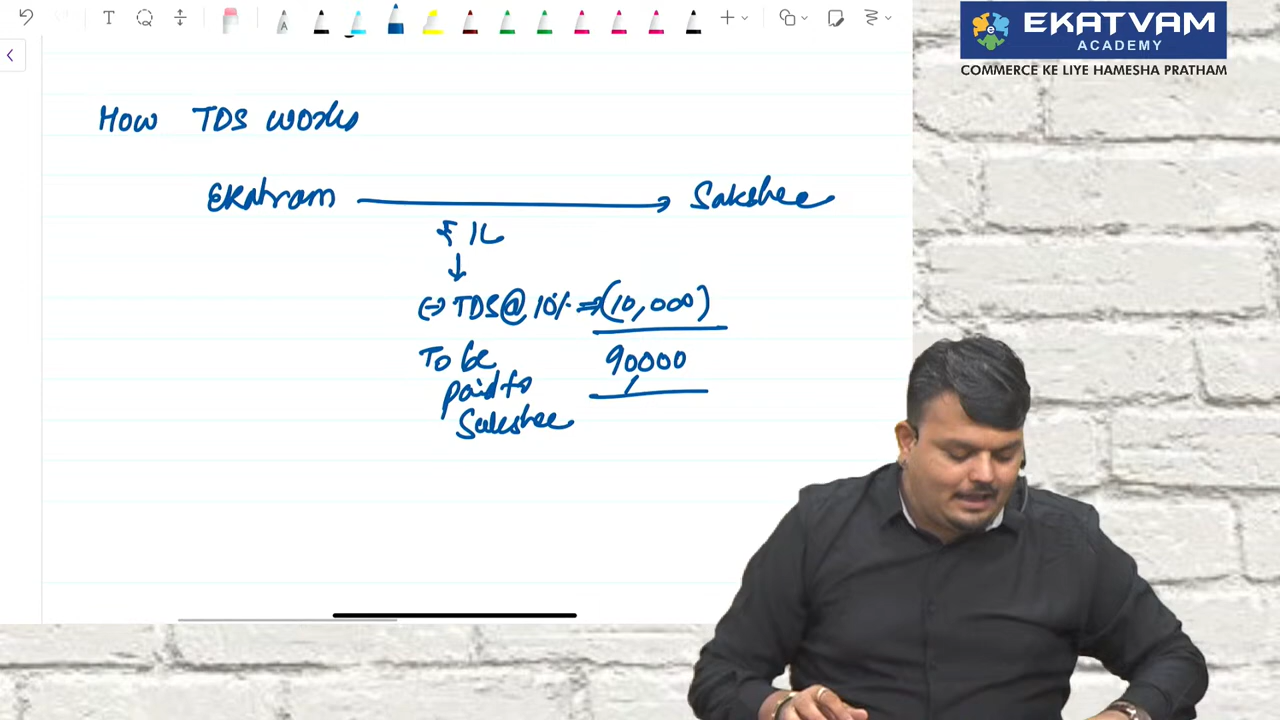 EKATVAM
ACADEMY
COMMERCE KE LIYE HAMESHA PRATHAM
How TDS works
Ekatvam → Sakshee
₹ 1L
↓
(-) TDS @ 10% ⇒ (10,000)
To be 90000
paid to
Sakshee